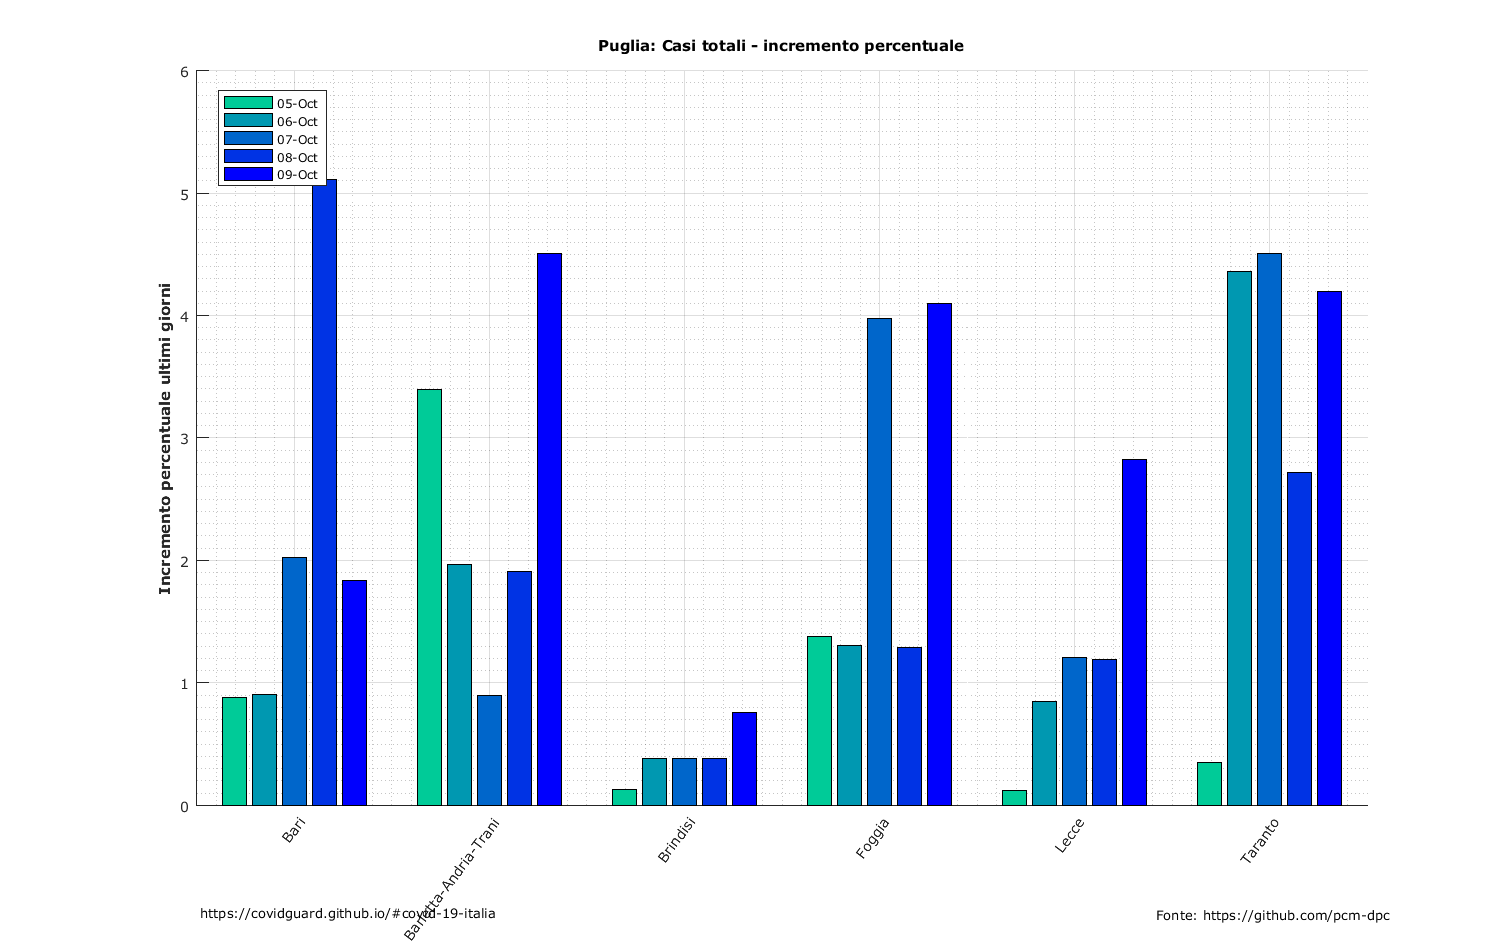 Puglia: Casi totali - incremento percentuale
6
5
4
3
2
1
0
Incremento percentuale ultimi giorni
05-Oct
06-Oct
07-Oct
08-Oct
09-Oct
Bari
Barletta-Andria-Trani
Brindisi
Foggia
Lecce
Taranto
https://covidguard.github.io/#covid-19-italia
Fonte: https://github.com/pcm-dpc